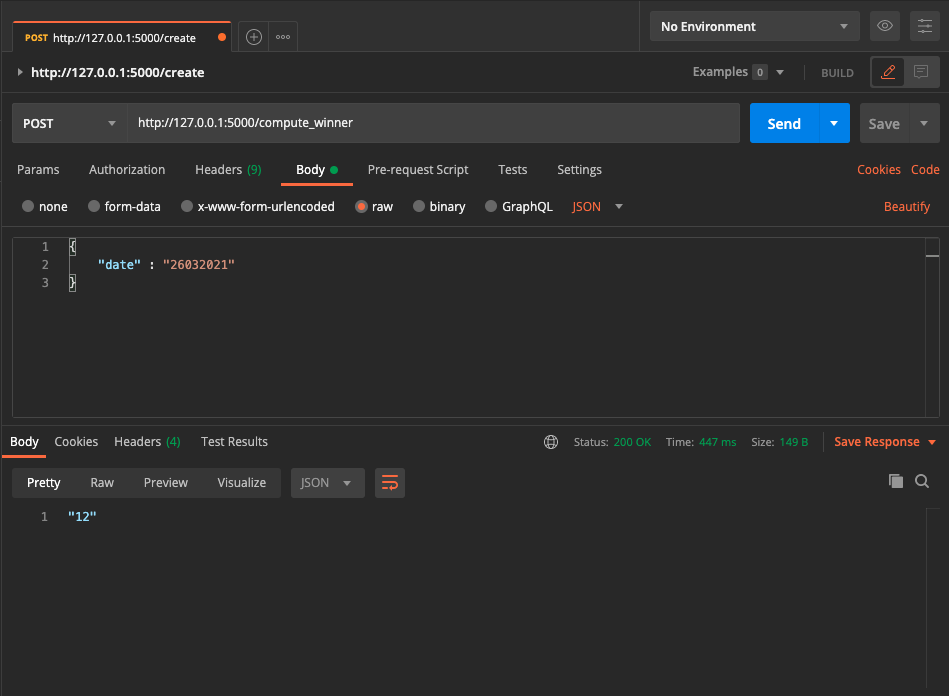 POST http://127.0.0.1:5000/create
No Environment
http://127.0.0.1:5000/create
Examples 0
BUILD
POST http://127.0.0.1:5000/compute_winner
Send
Save
Params Authorization Headers (9) Body Pre-request Script Tests Settings Cookies Code
none form-data x-www-form-urlencoded raw binary GraphQL JSON Beautify
1 {
2 "date" : "26032021"
3 }
Body Cookies Headers (4) Test Results Status: 200 OK Time: 447 ms Size: 149 B Save Response
Pretty Raw Preview Visualize JSON
1 "12"